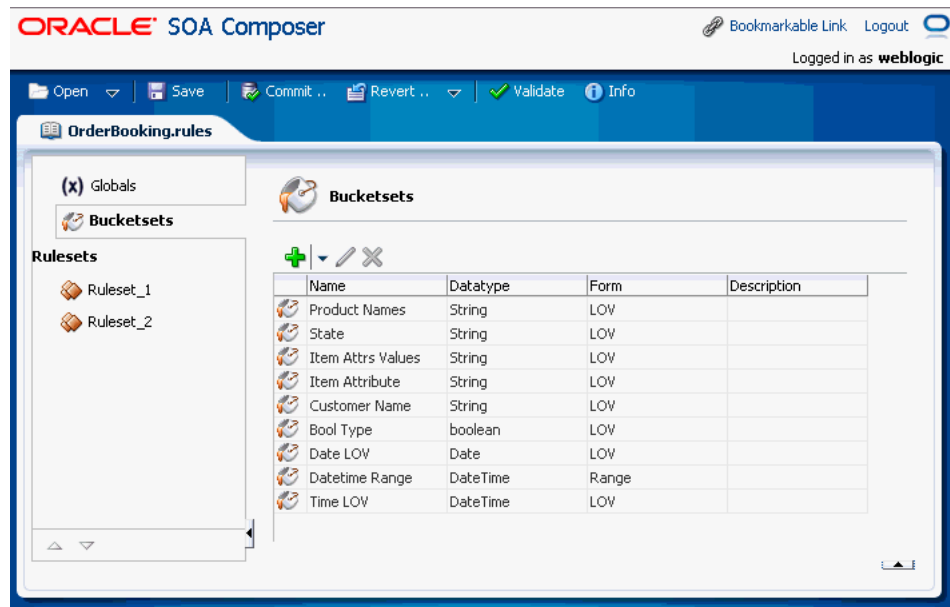 ORACLE SOA Composer
Bookmarkable Link Logout
Logged in as weblogic
Open Save Commit .. Revert .. Validate Info
OrderBooking.rules
(x) Globals
Bucketsets
Rulesets
Ruleset_1
Ruleset_2
Bucketsets
Name Datatype Form Description
Product Names String LOV
State String LOV
Item Attrs Values String LOV
Item Attribute String LOV
Customer Name String LOV
Bool Type boolean LOV
Date LOV Date LOV
Datetime Range DateTime Range
Time LOV DateTime LOV